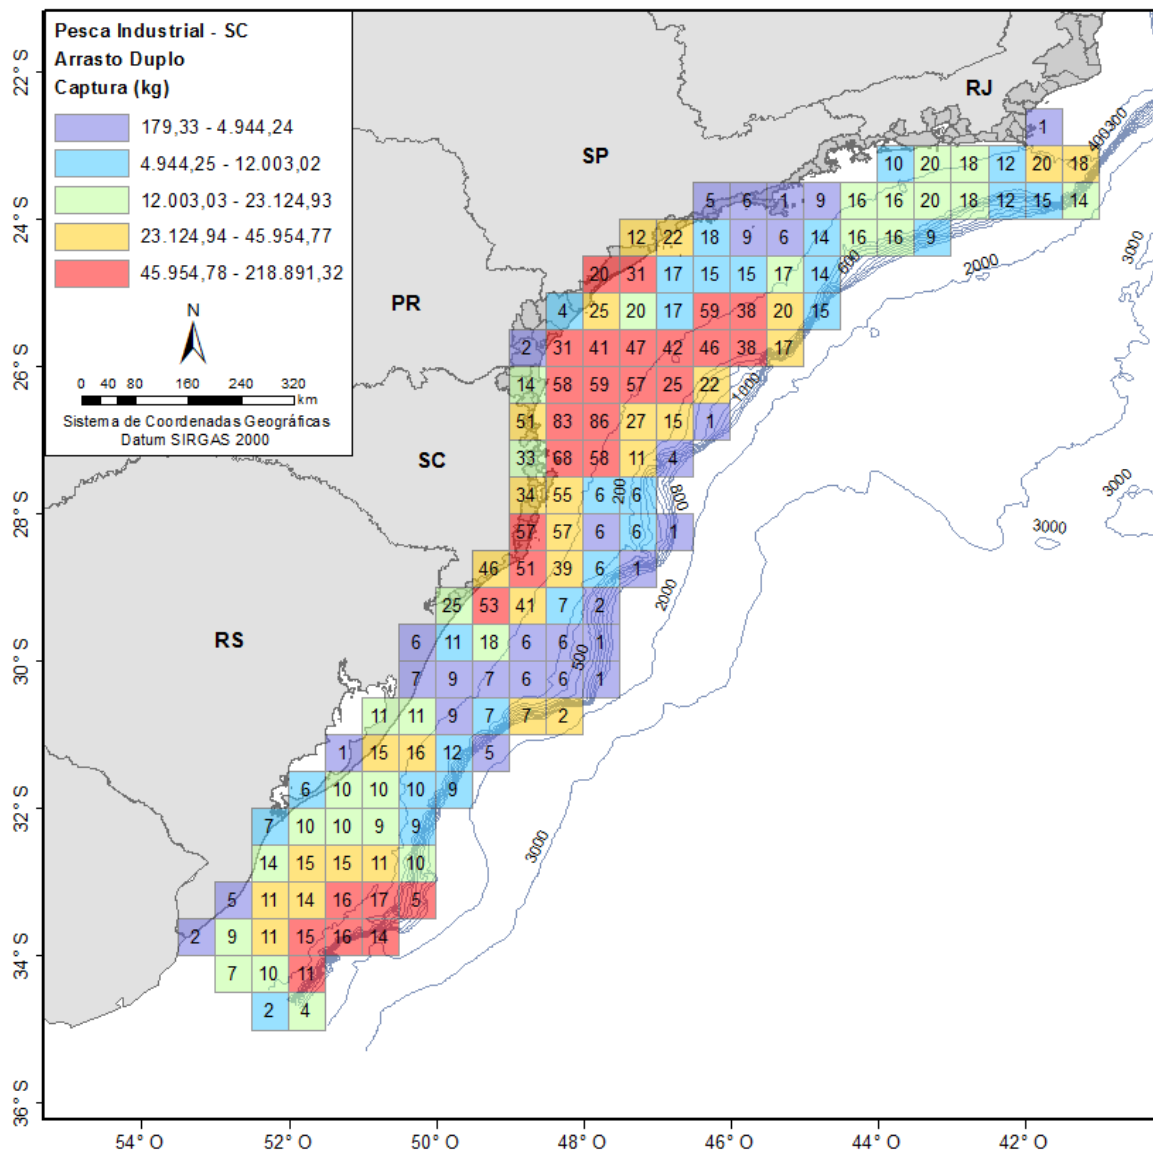 Pesca Industrial - SC
Arrasto Duplo
Captura (kg)
179,33 - 4.944,24
4.944,25 - 12.003,02
12.003,03 - 23.124,93
23.124,94 - 45.954,77
45.954,78 - 218.891,32
N
0 40 80 160 240 320
km
Sistema de Coordenadas Geográficas
Datum SIRGAS 2000
RJ
SP
PR
SC
RS
1
10 20 18 12 20 18
5 6 1 9 16 16 20 18 12 15 14
12 22 18 9 6 14 16 16 9
20 31 17 15 15 17 14
4 25 20 17 59 38 20 15
2 31 41 47 42 46 38 17
14 58 59 57 25 22
51 83 86 27 15 1
33 68 58 11 4
34 55 6 6
57 57 6 6 1
46 51 39 6 1
25 53 41 7 2
6 11 18 6 6 1
7 9 7 6 6 1
11 11 9 7 7 2
1 15 16 12 5
6 10 10 10 9
7 10 10 9 9
14 15 15 11 10
5 11 14 16 17 5
2 9 11 15 16 14
7 10 11
2 4
400
300
3000
2000
600
3000
1000
200
800
3000
3000
2000
500
3000
22° S
24° S
26° S
28° S
30° S
32° S
34° S
36° S
54° O
52° O
50° O
48° O
46° O
44° O
42° O